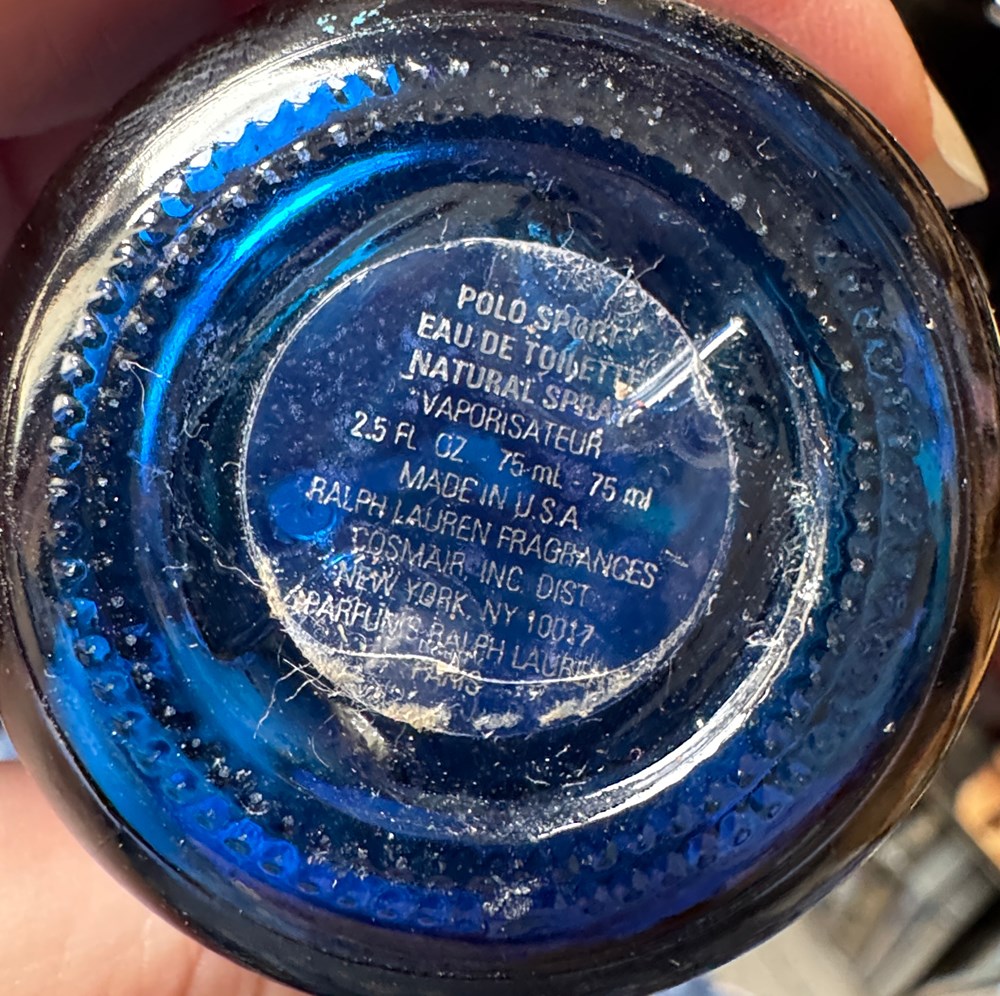 POLO SPORT
EAU DE TOILETTE
NATURAL SPRAY
VAPORISATEUR
2.5 FL OZ - 75 mL - 75 ml
MADE IN U.S.A.
RALPH LAUREN FRAGRANCES
COSMAIR, INC. DIST.
NEW YORK, NY 10017
PARFUMS RALPH LAUREN
PARIS